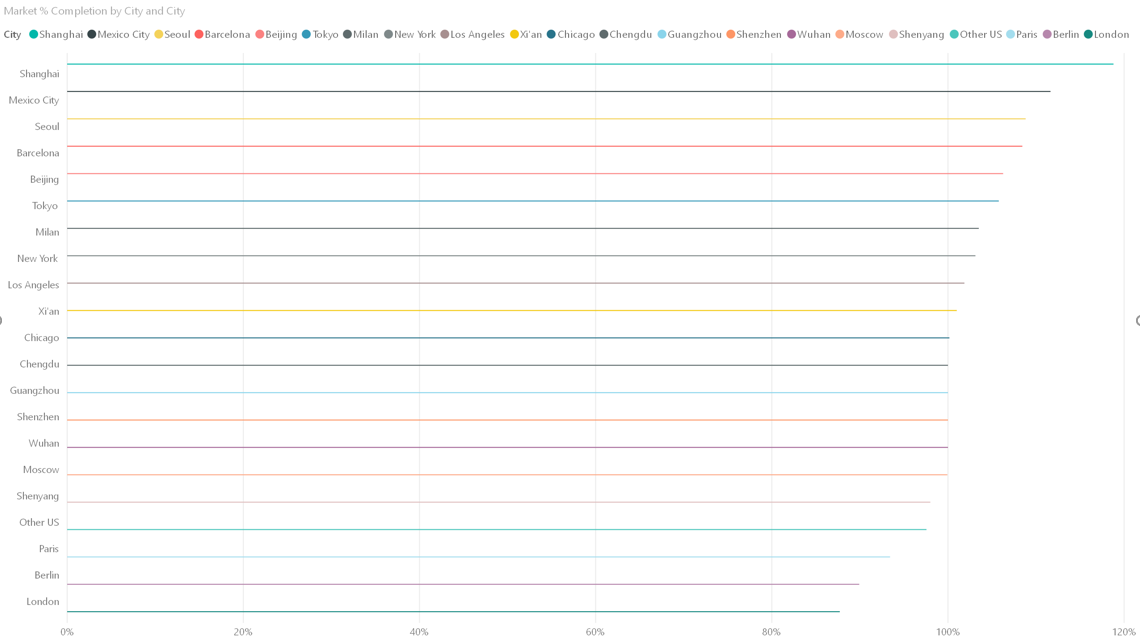 Market % Completion by City and City
City Shanghai Mexico City Seoul Barcelona Beijing Tokyo Milan New York Los Angeles Xi'an Chicago Chengdu Guangzhou Shenzhen Wuhan Moscow Shenyang Other US Paris Berlin London
Shanghai
Mexico City
Seoul
Barcelona
Beijing
Tokyo
Milan
New York
Los Angeles
Xi'an
Chicago
Chengdu
Guangzhou
Shenzhen
Wuhan
Moscow
Shenyang
Other US
Paris
Berlin
London
0% 20% 40% 60% 80% 100% 120%